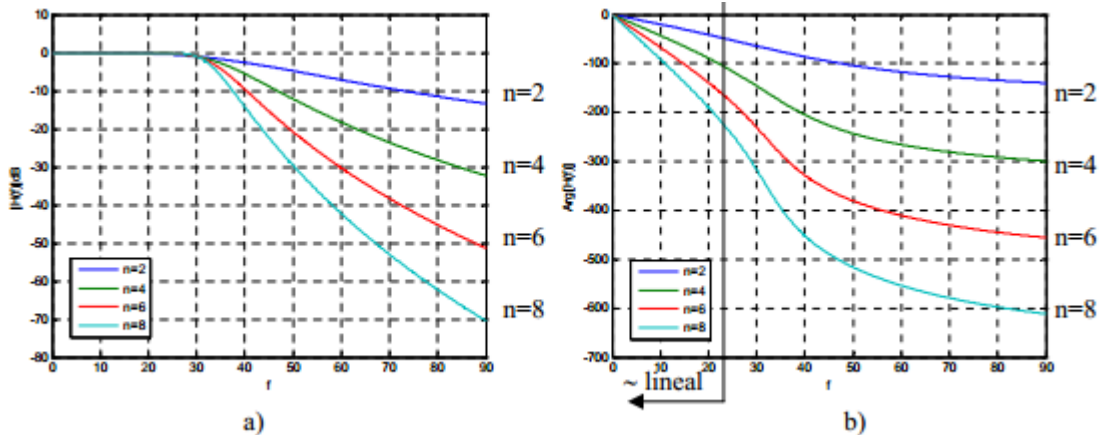 10
0
-10
-20
-30
-40
-50
-60
-70
-80
0 10 20 30 40 50 60 70 80 90
|H(f)|dB
f
n=2
n=4
n=6
n=8
n=2
n=4
n=6
n=8
a)
0
-100
-200
-300
-400
-500
-600
-700
0 10 20 30 40 50 60 70 80 90
Arg[H(f)]
f
n=2
n=4
n=6
n=8
n=2
n=4
n=6
n=8
~ lineal
b)